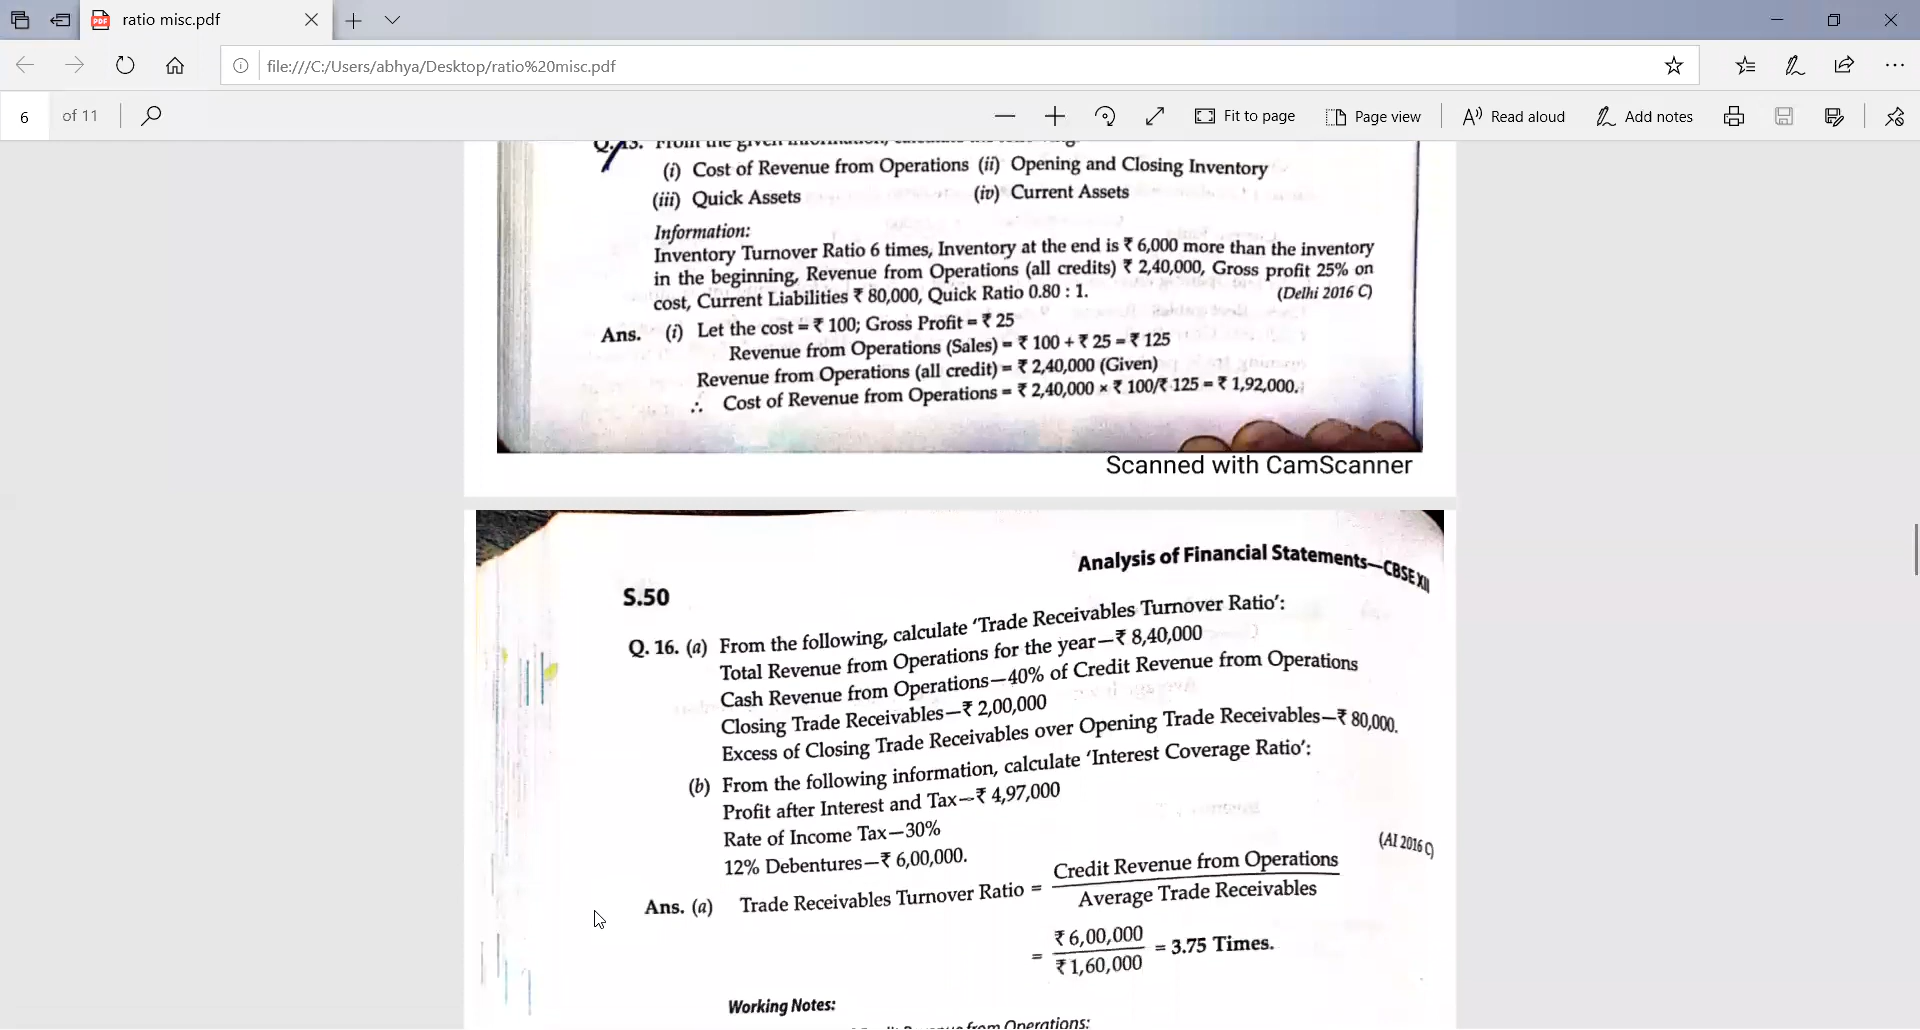 ratio misc.pdf
file:///C:/Users/abhya/Desktop/ratio%20misc.pdf
6 of 11
Fit to page
Page view
Read aloud
Add notes
(i) Cost of Revenue from Operations (ii) Opening and Closing Inventory
(iii) Quick Assets (iv) Current Assets
Information:
Inventory Turnover Ratio 6 times, Inventory at the end is ₹ 6,000 more than the inventory
in the beginning, Revenue from Operations (all credits) ₹ 2,40,000, Gross profit 25% on
cost, Current Liabilities ₹ 80,000, Quick Ratio 0.80 : 1. (Delhi 2016 C)
Ans. (i) Let the cost = ₹ 100; Gross Profit = ₹ 25
Revenue from Operations (Sales) = ₹ 100 + ₹ 25 = ₹ 125
Revenue from Operations (all credit) = ₹ 2,40,000 (Given)
∴ Cost of Revenue from Operations = ₹ 2,40,000 × ₹ 100/₹ 125 = ₹ 1,92,000.
Scanned with CamScanner
Analysis of Financial Statements—CBSE XII
S.50
Q. 16. (a) From the following, calculate ‘Trade Receivables Turnover Ratio’:
Total Revenue from Operations for the year—₹ 8,40,000
Cash Revenue from Operations—40% of Credit Revenue from Operations
Closing Trade Receivables—₹ 2,00,000
Excess of Closing Trade Receivables over Opening Trade Receivables—₹ 80,000.
(b) From the following information, calculate ‘Interest Coverage Ratio’:
Profit after Interest and Tax—₹ 4,97,000
Rate of Income Tax—30%
12% Debentures—₹ 6,00,000.
(AI 2016 C)
Ans. (a) Trade Receivables Turnover Ratio = Credit Revenue from Operations
Average Trade Receivables
= ₹ 6,00,000
₹ 1,60,000
= 3.75 Times.
Working Notes:
from Operations: